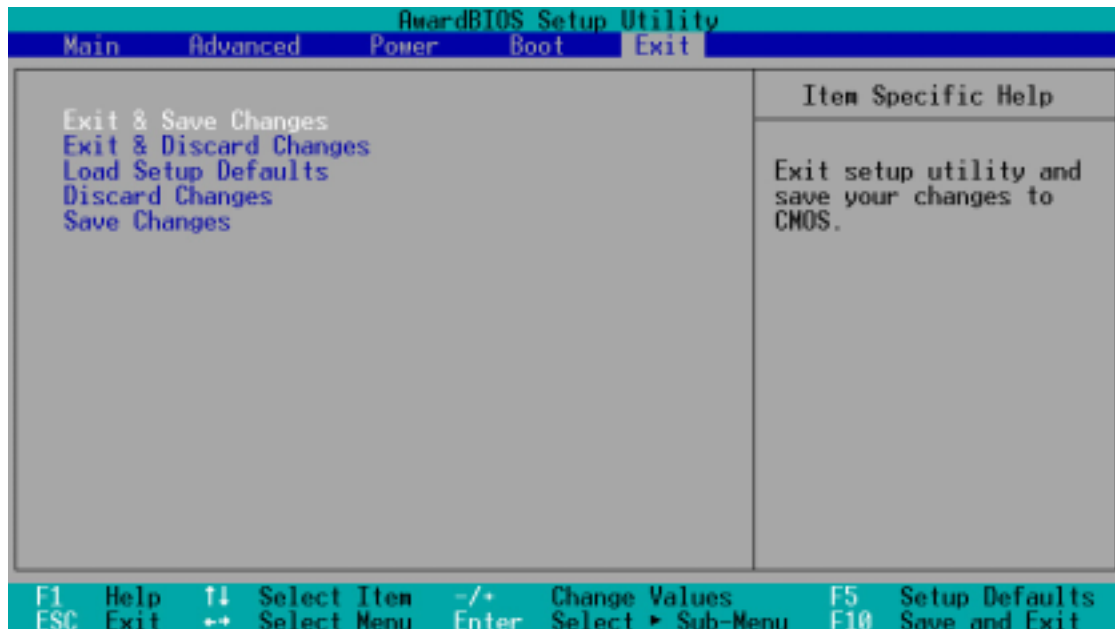 AwardBIOS Setup Utility
Main Advanced Power Boot Exit
Exit & Save Changes
Exit & Discard Changes
Load Setup Defaults
Discard Changes
Save Changes
Item Specific Help
Exit setup utility and
save your changes to
CMOS.
F1 Help ↑↓ Select Item -/+ Change Values F5 Setup Defaults
ESC Exit ←→ Select Menu Enter Select ► Sub-Menu F10 Save and Exit